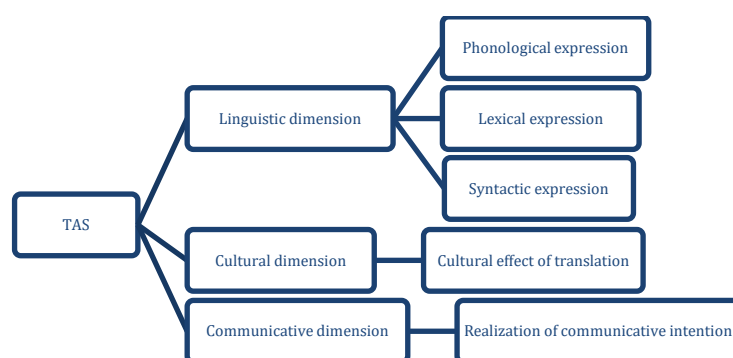 Phonological expression
Linguistic dimension
Lexical expression
Syntactic expression
TAS
Cultural dimension
Cultural effect of translation
Communicative dimension
Realization of communicative intention